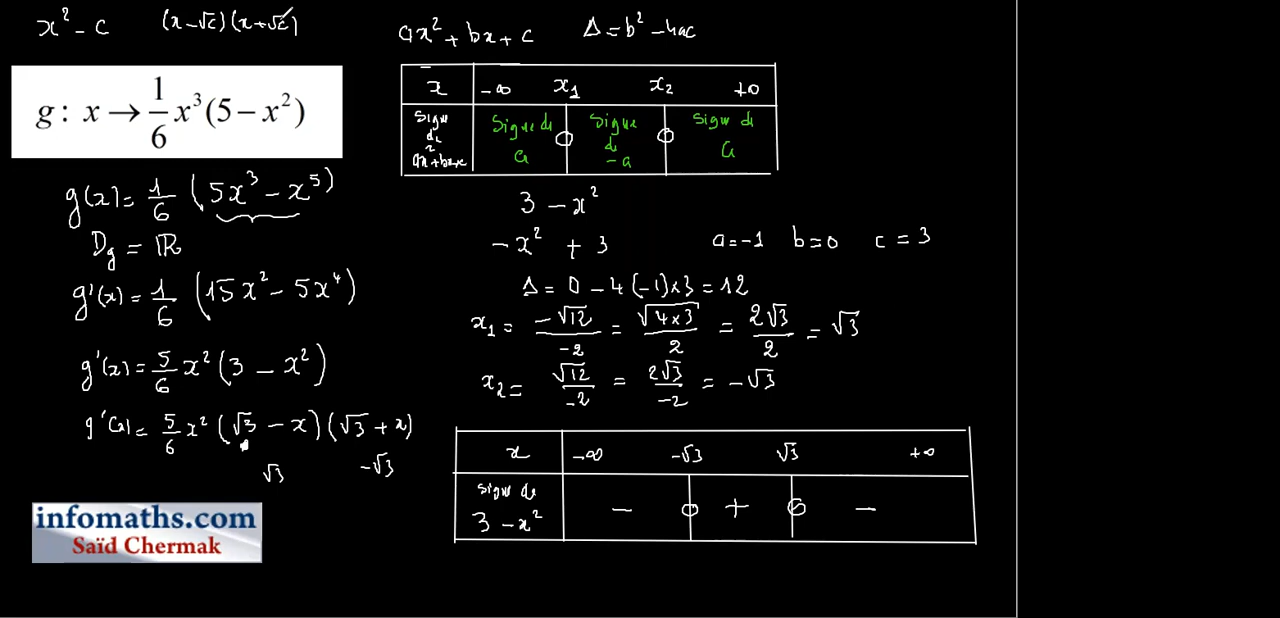 x² − c   (x − √c)(x + √c)
g : x → 1/6 x³(5 − x²)
g(x) = 1/6 (5x³ − x⁵)
Dg = ℝ
g'(x) = 1/6 (15x² − 5x⁴)
g'(x) = 5/6 x² (3 − x²)
g'(x) = 5/6 x² (√3 − x)(√3 + x)
√3   −√3
infomaths.com
Saïd Chermak
ax² + bx + c   Δ = b² − 4ac
x   −∞   x₁   x₂   +∞
Signe de ax²+bx+c   Signe de a   0   Signe de −a   0   Signe de a
3 − x²
−x² + 3   a = −1   b = 0   c = 3
Δ = 0 − 4(−1)×3 = 12
x₁ = −√12/−2 = √(4×3)/2 = 2√3/2 = √3
x₂ = √12/−2 = 2√3/−2 = −√3
x   −∞   −√3   √3   +∞
Signe de 3 − x²   −   0   +   0   −